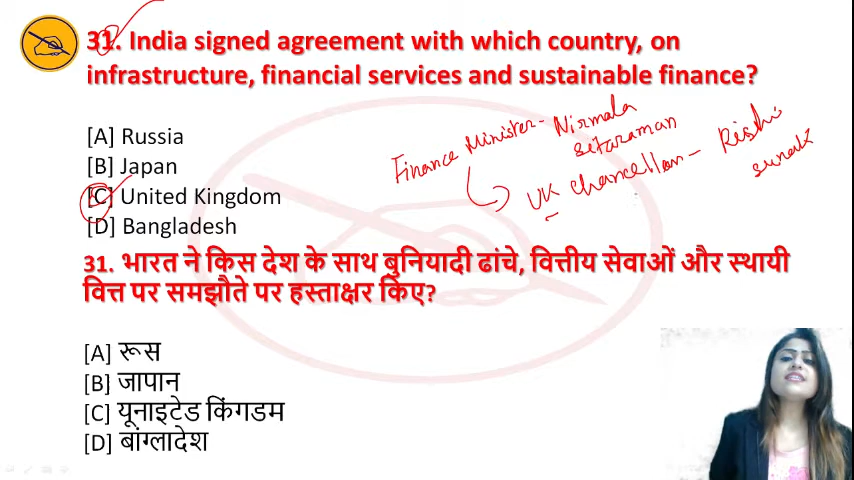 31. India signed agreement with which country, on
infrastructure, financial services and sustainable finance?
[A] Russia
[B] Japan
[C] United Kingdom
[D] Bangladesh
Finance Minister - Nirmala
Sitaraman
UK chancellor - Rishi
sunak
31. भारत ने किस देश के साथ बुनियादी ढांचे, वित्तीय सेवाओं और स्थायी
वित्त पर समझौते पर हस्ताक्षर किए?
[A] रूस
[B] जापान
[C] यूनाइटेड किंगडम
[D] बांग्लादेश